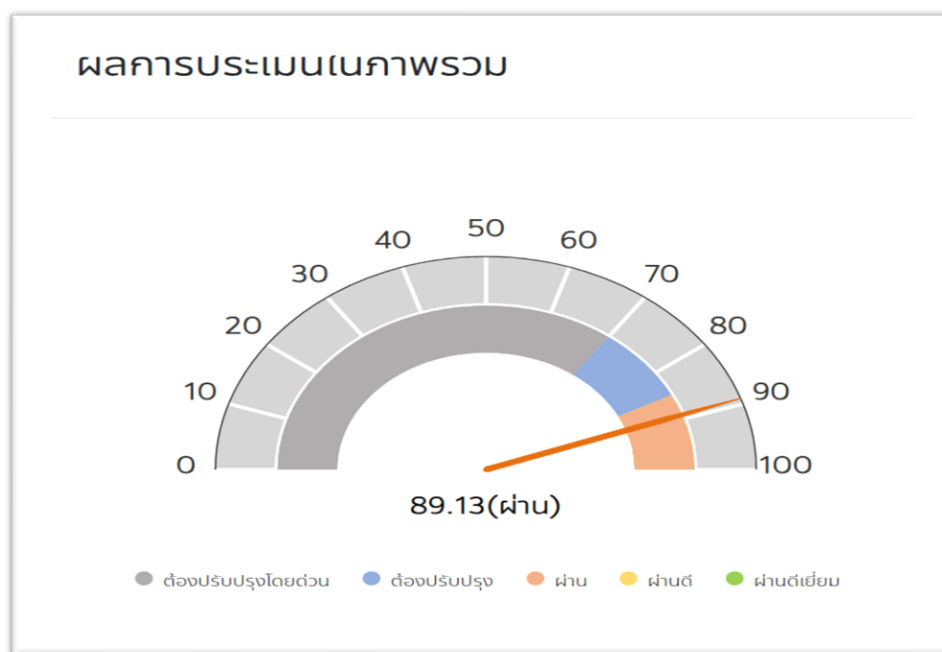 ผลการประเมินในภาพรวม
50
40
60
30
70
20
80
10
90
0
100
89.13(ผ่าน)
ต้องปรับปรุงโดยด่วน
ต้องปรับปรุง
ผ่าน
ผ่านดี
ผ่านดีเยี่ยม